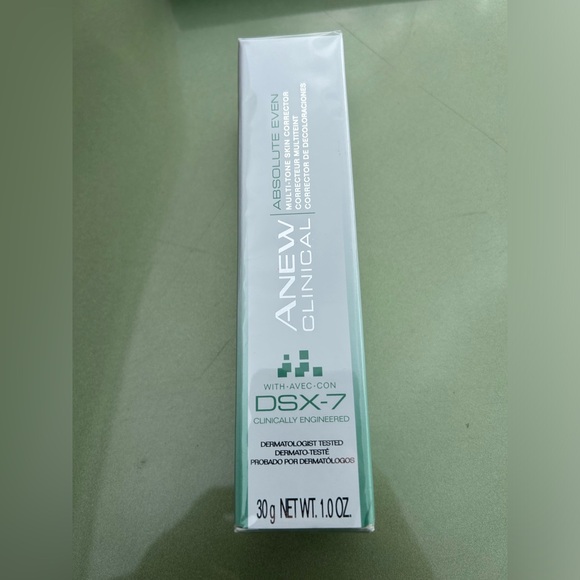 ANEW
CLINICAL
ABSOLUTE EVEN
MULTI-TONE SKIN CORRECTOR
CORRECTEUR MULTITEINT
CORRECTOR DE DECOLORACIONES
WITH-AVEC-CON
DSX-7
CLINICALLY ENGINEERED
DERMATOLOGIST TESTED
DERMATO-TESTÉ
PROBADO POR DERMATÓLOGOS
30 g NET WT. 1.0 OZ.